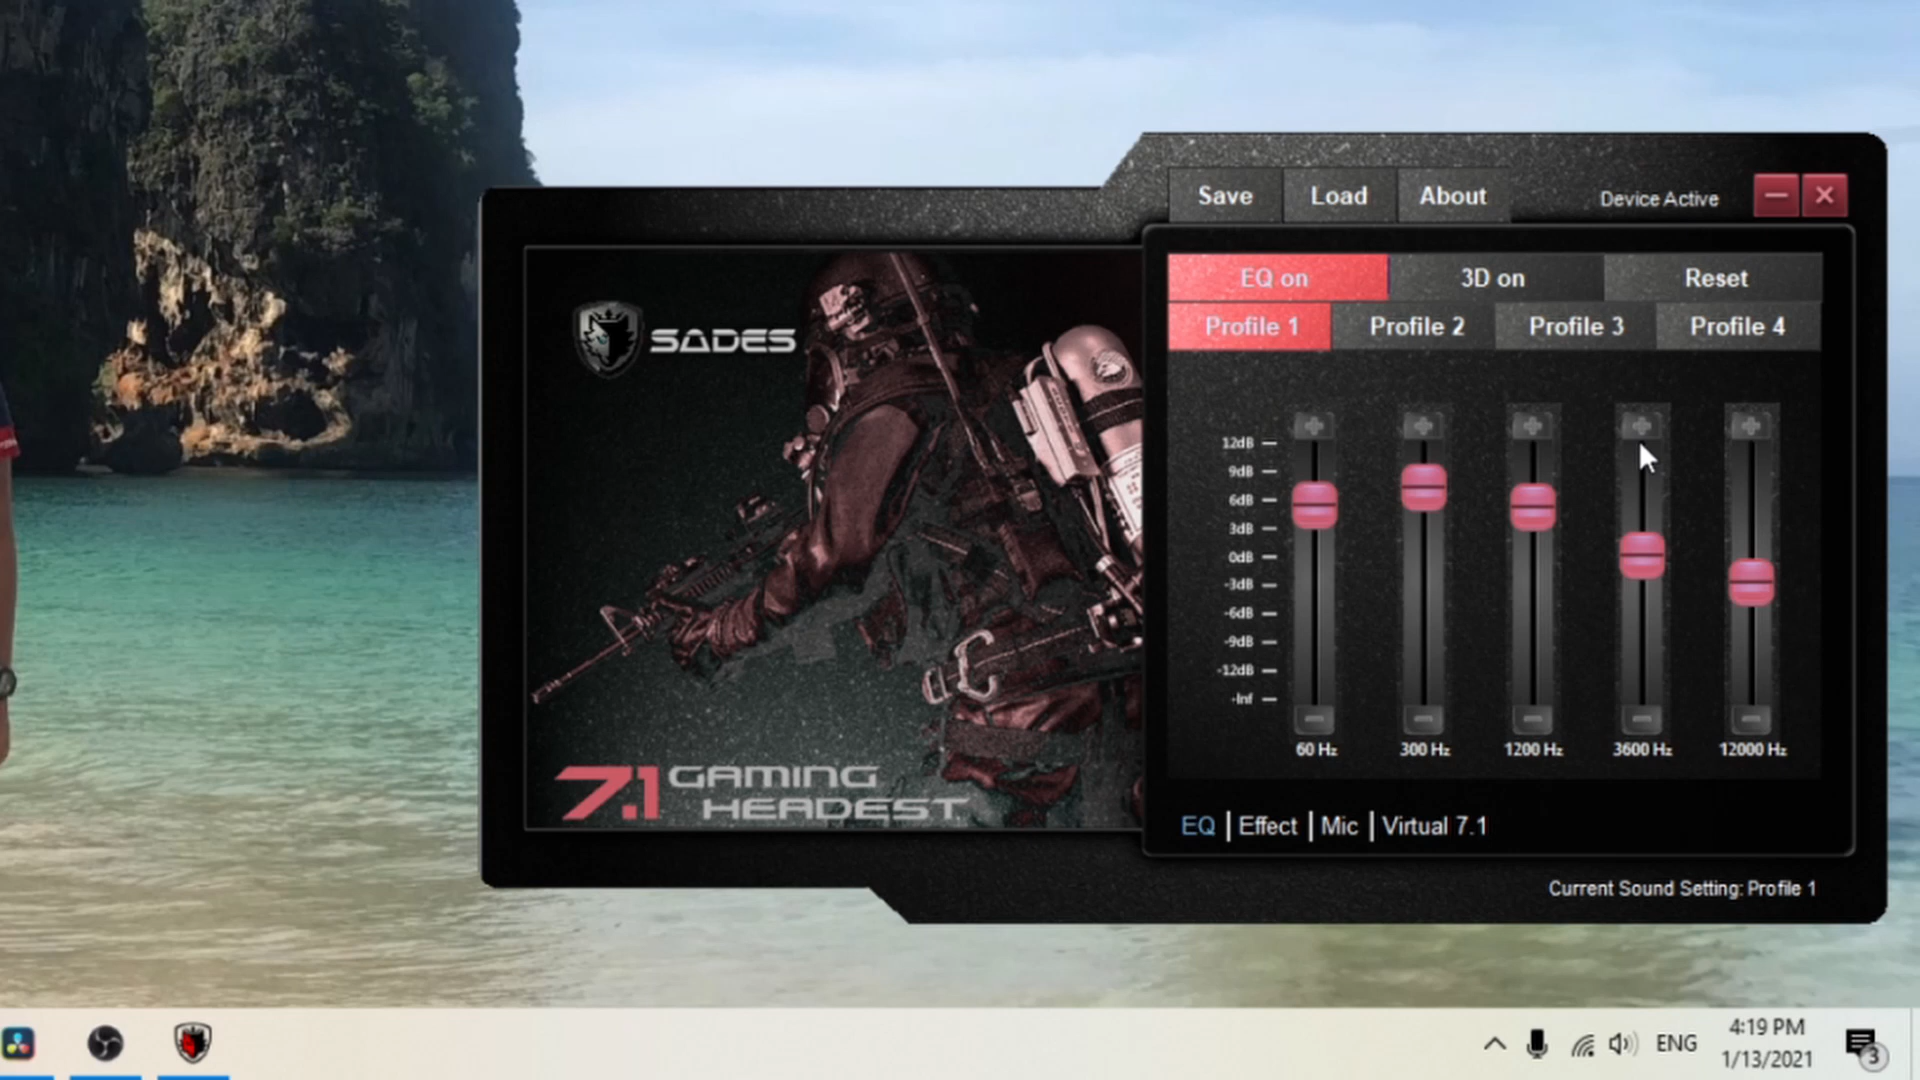 Save Load About Device Active
EQ on 3D on Reset
Profile 1 Profile 2 Profile 3 Profile 4
SADES
12dB
9dB
6dB
3dB
0dB
-3dB
-6dB
-9dB
-12dB
-Inf
60 Hz 300 Hz 1200 Hz 3600 Hz 12000 Hz
7.1 GAMING
HEADEST
EQ | Effect | Mic | Virtual 7.1
Current Sound Setting: Profile 1
ENG
4:19 PM
1/13/2021
3